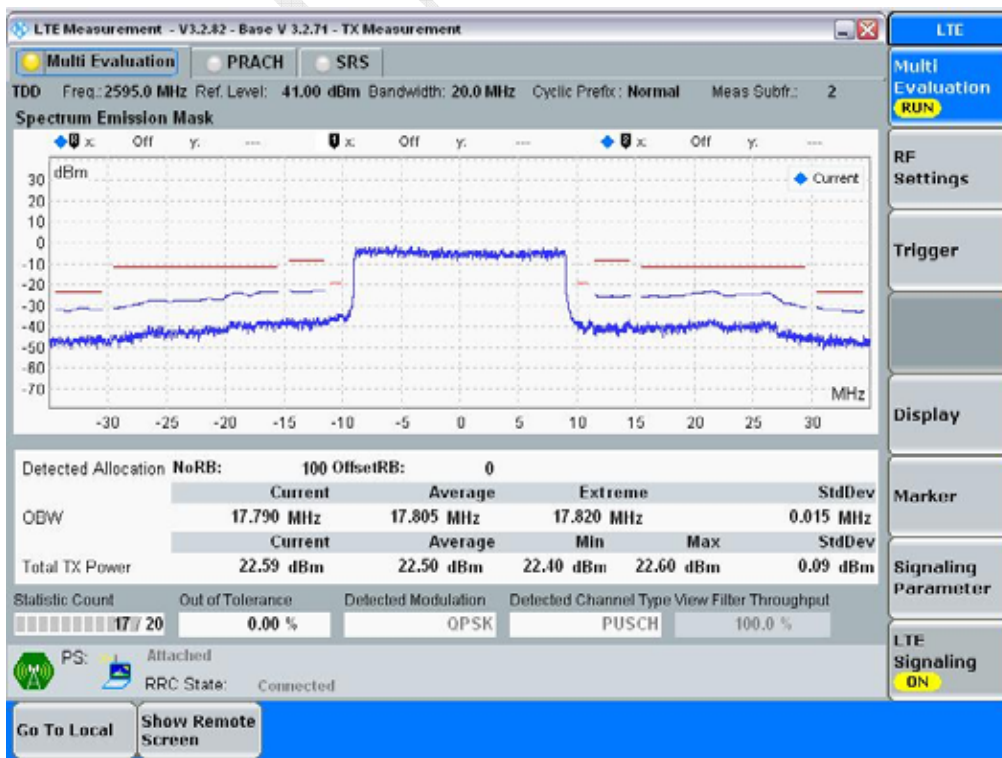 LTE Measurement - V3.2.82 - Base V 3.2.71 - TX Measurement
LTE
Multi Evaluation PRACH SRS
Multi
Evaluation
RUN
TDD Freq.: 2595.0 MHz Ref. Level: 41.00 dBm Bandwidth: 20.0 MHz Cyclic Prefix: Normal Meas Subfr.: 2
Spectrum Emission Mask
x: Off y: --- 1 x: Off y: --- 2 x: Off y: ---
dBm
Current
30
20
10
0
-10
-20
-30
-40
-50
-60
-70
MHz
-30 -25 -20 -15 -10 -5 0 5 10 15 20 25 30
RF
Settings
Trigger
Display
Marker
Signaling
Parameter
LTE
Signaling
ON
Detected Allocation NoRB: 100 OffsetRB: 0
Current Average Extreme StdDev
OBW 17.790 MHz 17.805 MHz 17.820 MHz 0.015 MHz
Current Average Min Max StdDev
Total TX Power 22.59 dBm 22.50 dBm 22.40 dBm 22.60 dBm 0.09 dBm
Statistic Count Out of Tolerance Detected Modulation Detected Channel Type View Filter Throughput
17 / 20 0.00 % QPSK PUSCH 100.0 %
PS: Attached
RRC State: Connected
Go To Local
Show Remote
Screen